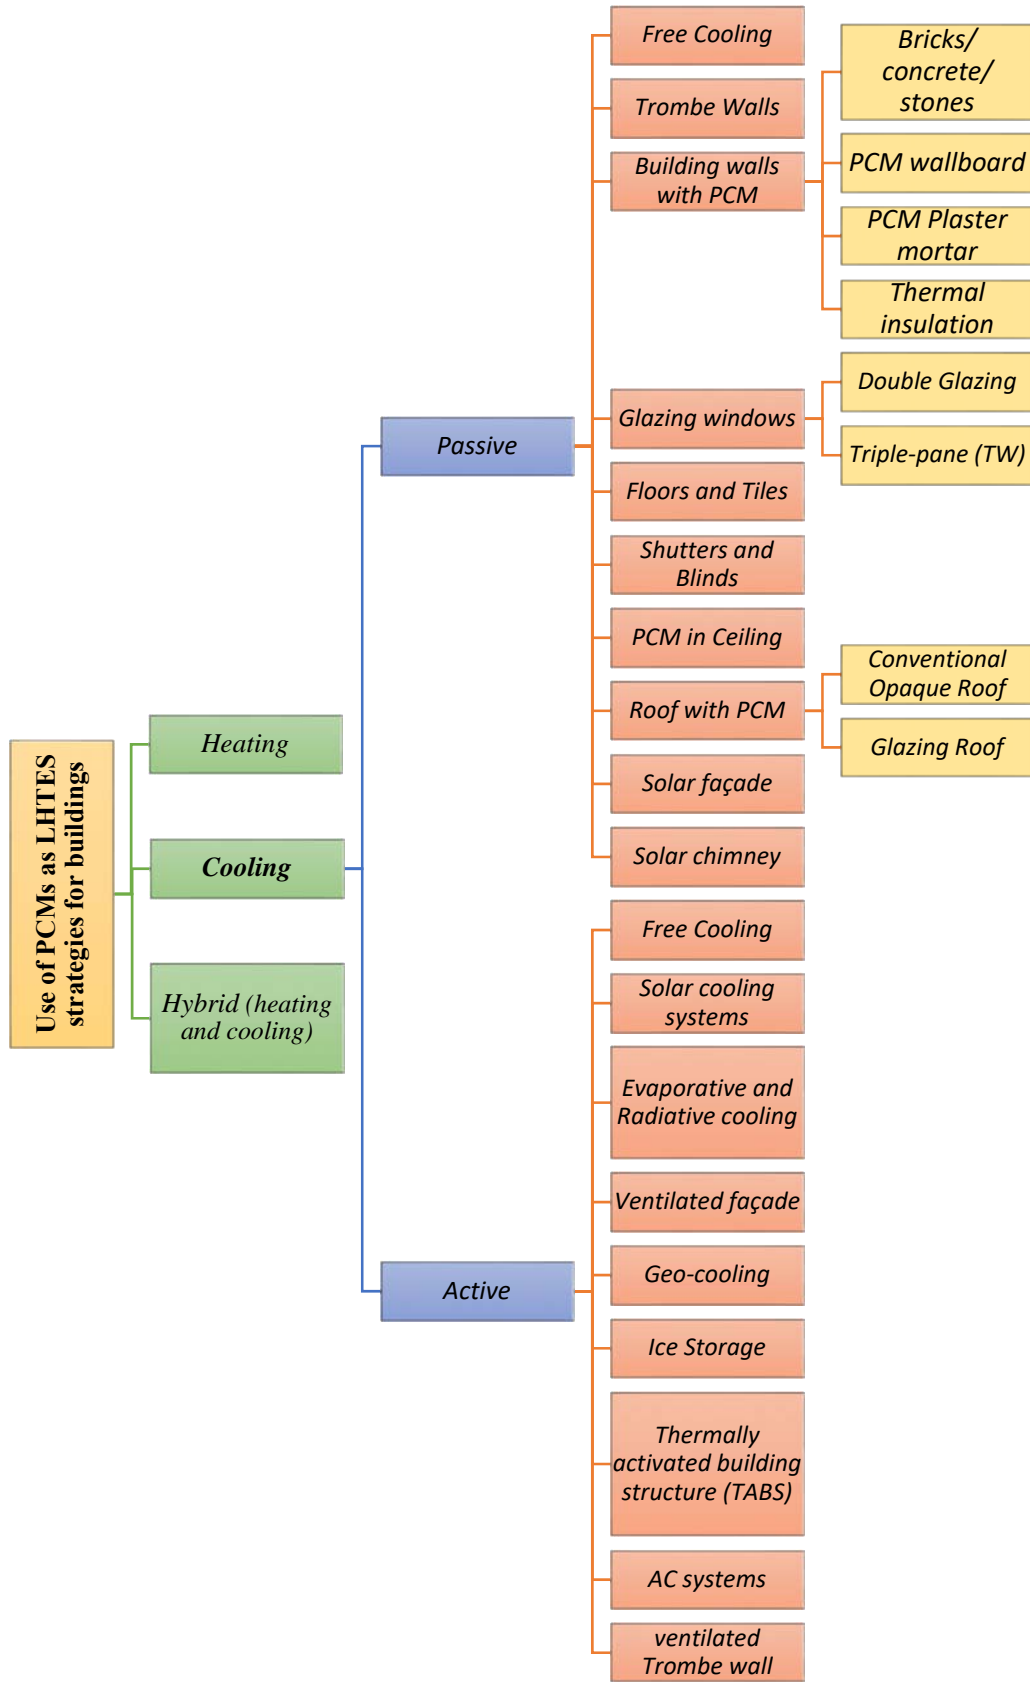 Use of PCMs as LHTES
strategies for buildings
Heating
Cooling
Hybrid (heating
and cooling)
Passive
Active
Free Cooling
Trombe Walls
Building walls
with PCM
Glazing windows
Floors and Tiles
Shutters and
Blinds
PCM in Ceiling
Roof with PCM
Solar façade
Solar chimney
Free Cooling
Solar cooling
systems
Evaporative and
Radiative cooling
Ventilated façade
Geo-cooling
Ice Storage
Thermally
activated building
structure (TABS)
AC systems
ventilated
Trombe wall
Bricks/
concrete/
stones
PCM wallboard
PCM Plaster
mortar
Thermal
insulation
Double Glazing
Triple-pane (TW)
Conventional
Opaque Roof
Glazing Roof